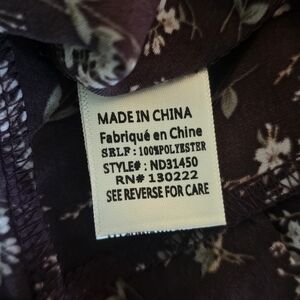 MADE IN CHINA
Fabriqué en Chine
SELF: 100%POLYESTER
STYLE#: ND31450
RN# 130222
SEE REVERSE FOR CARE